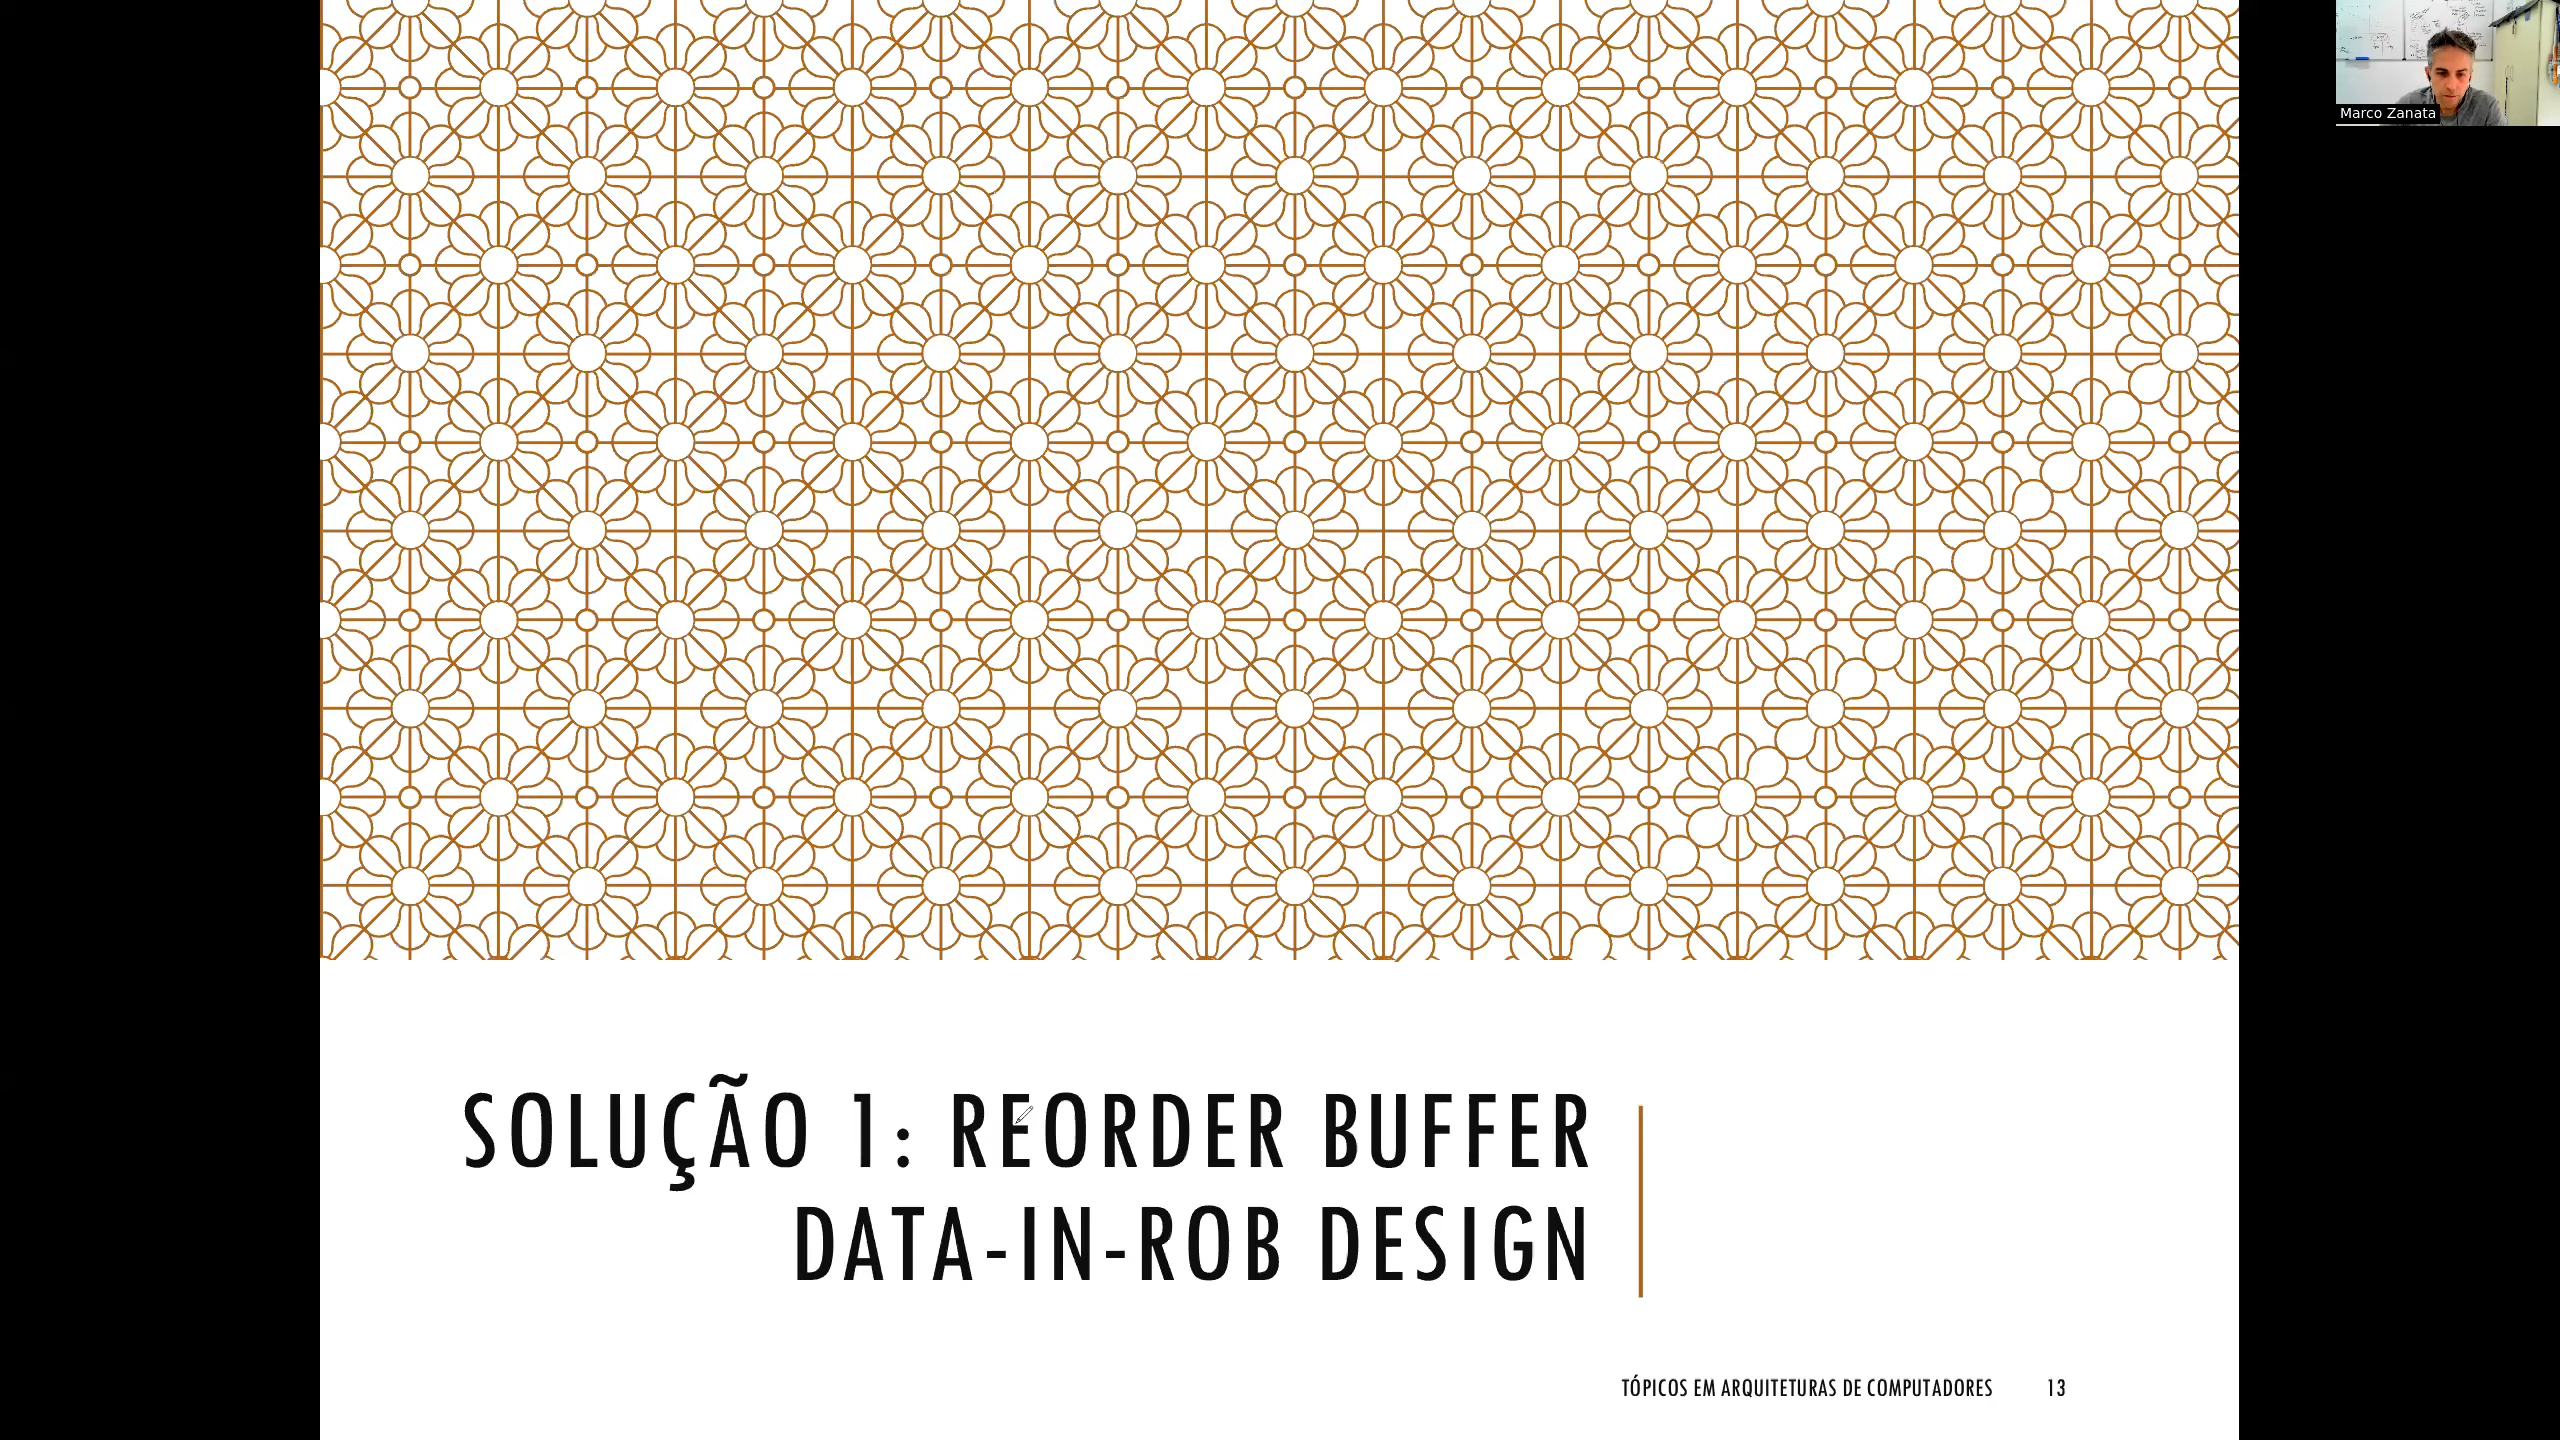 Marco Zanata
SOLUÇÃO 1: REORDER BUFFER
DATA-IN-ROB DESIGN
TÓPICOS EM ARQUITETURAS DE COMPUTADORES 13